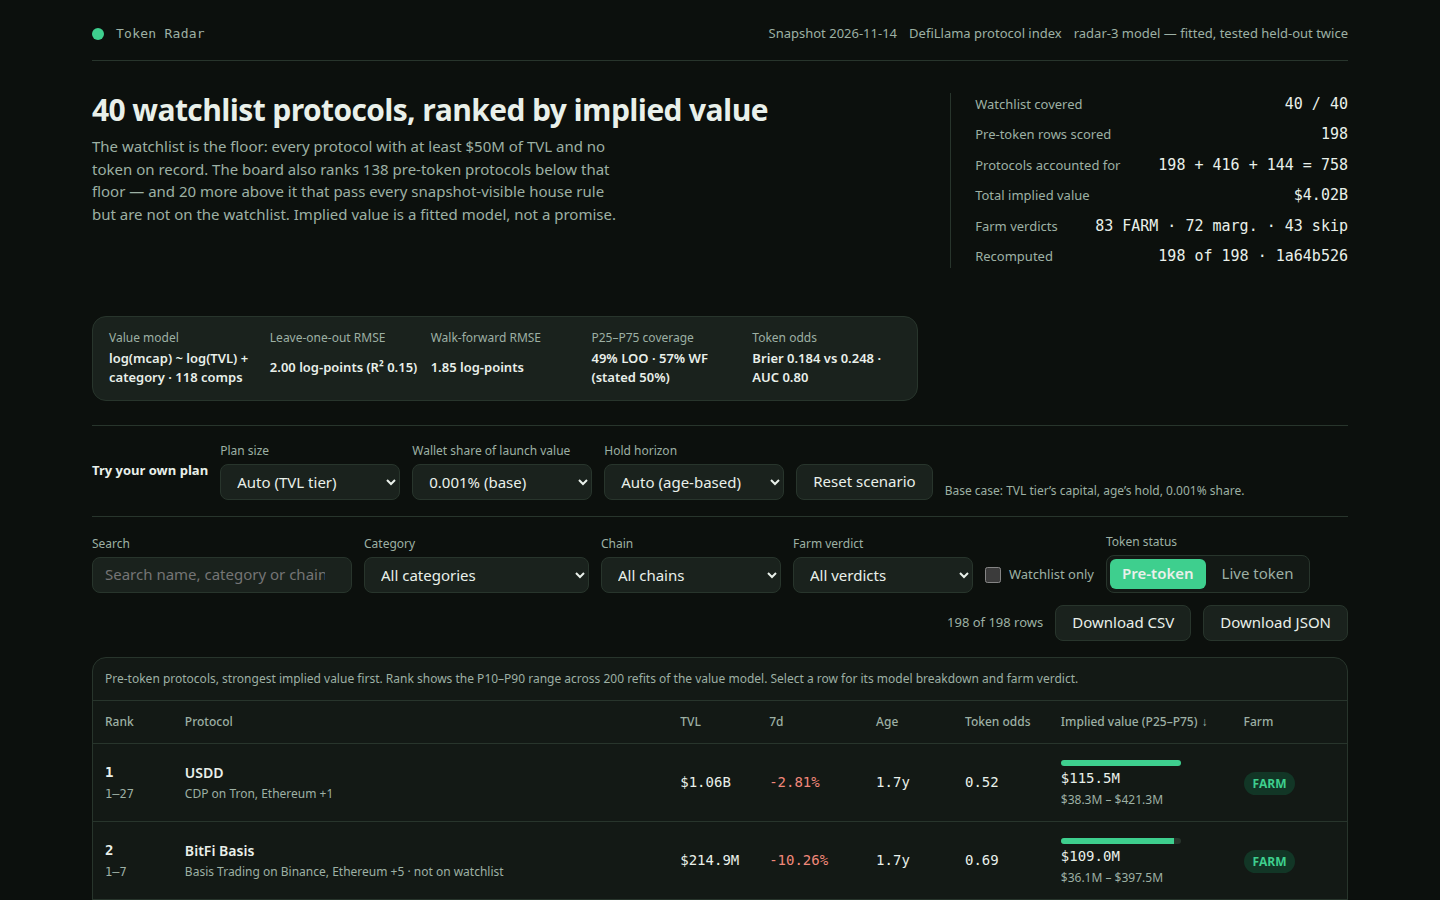 Token Radar
Snapshot 2026-11-14 DefiLlama protocol index radar-3 model — fitted, tested held-out twice
40 watchlist protocols, ranked by implied value
The watchlist is the floor: every protocol with at least $50M of TVL and no
token on record. The board also ranks 138 pre-token protocols below that
floor — and 20 more above it that pass every snapshot-visible house rule
but are not on the watchlist. Implied value is a fitted model, not a promise.
Watchlist covered 40 / 40
Pre-token rows scored 198
Protocols accounted for 198 + 416 + 144 = 758
Total implied value $4.02B
Farm verdicts 83 FARM · 72 marg. · 43 skip
Recomputed 198 of 198 · 1a64b526
Value model
log(mcap) ~ log(TVL) +
category · 118 comps
Leave-one-out RMSE
2.00 log-points (R² 0.15)
Walk-forward RMSE
1.85 log-points
P25–P75 coverage
49% LOO · 57% WF
(stated 50%)
Token odds
Brier 0.184 vs 0.248 ·
AUC 0.80
Try your own plan
Plan size
Auto (TVL tier)
Wallet share of launch value
0.001% (base)
Hold horizon
Auto (age-based)
Reset scenario
Base case: TVL tier's capital, age's hold, 0.001% share.
Search
Search name, category or chain
Category
All categories
Chain
All chains
Farm verdict
All verdicts
Watchlist only
Token status
Pre-token Live token
198 of 198 rows Download CSV Download JSON
Pre-token protocols, strongest implied value first. Rank shows the P10–P90 range across 200 refits of the value model. Select a row for its model breakdown and farm verdict.
Rank Protocol TVL 7d Age Token odds Implied value (P25–P75) ↓ Farm
1 USDD $1.06B -2.81% 1.7y 0.52 $115.5M FARM
1–27 CDP on Tron, Ethereum +1 $38.3M – $421.3M
2 BitFi Basis $214.9M -10.26% 1.7y 0.69 $109.0M FARM
1–7 Basis Trading on Binance, Ethereum +5 · not on watchlist $36.1M – $397.5M